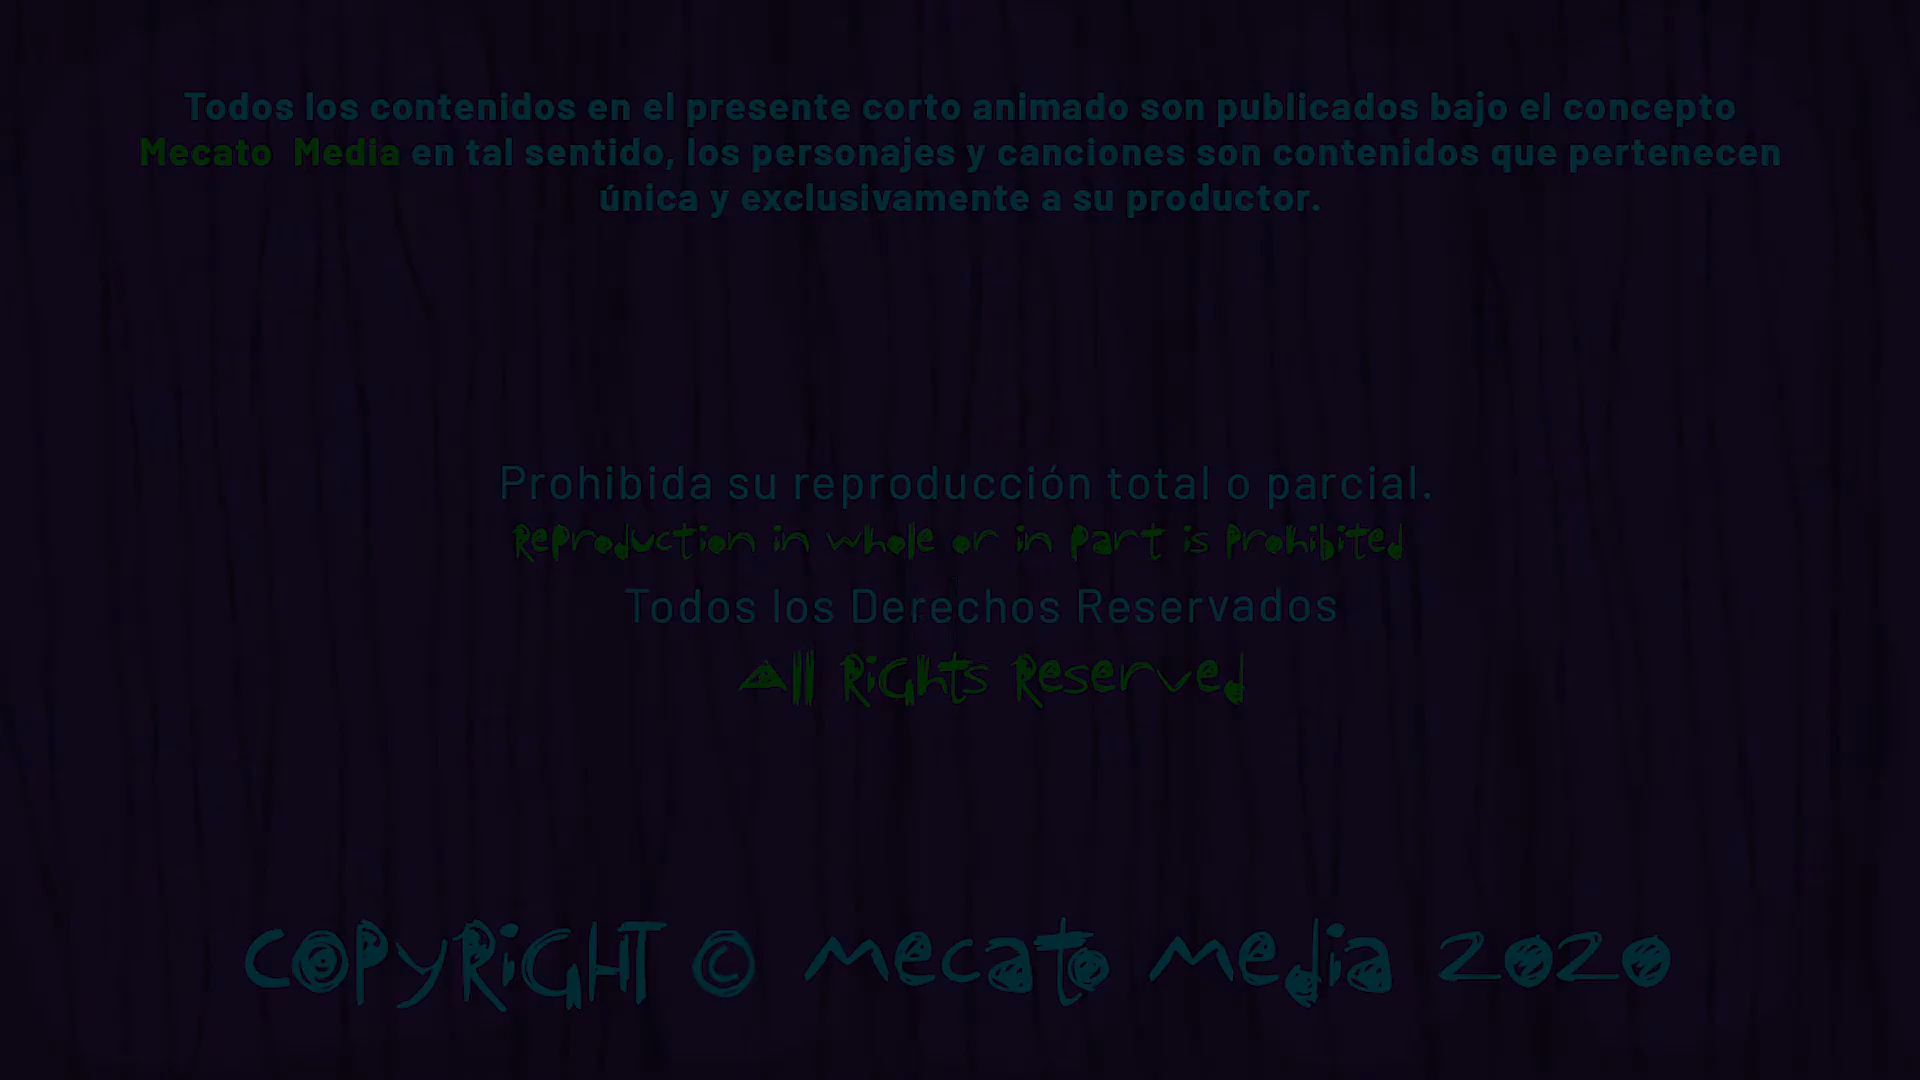 Todos los contenidos en el presente corto animado son publicados bajo el concepto
Mecato Media en tal sentido, los personajes y canciones son contenidos que pertenecen
única y exclusivamente a su productor.
Prohibida su reproducción total o parcial.
Reproduction in whole or in Part is Prohibited
Todos los Derechos Reservados
All Rights Reserved
COPYRIGHT © Mecato Media 2020